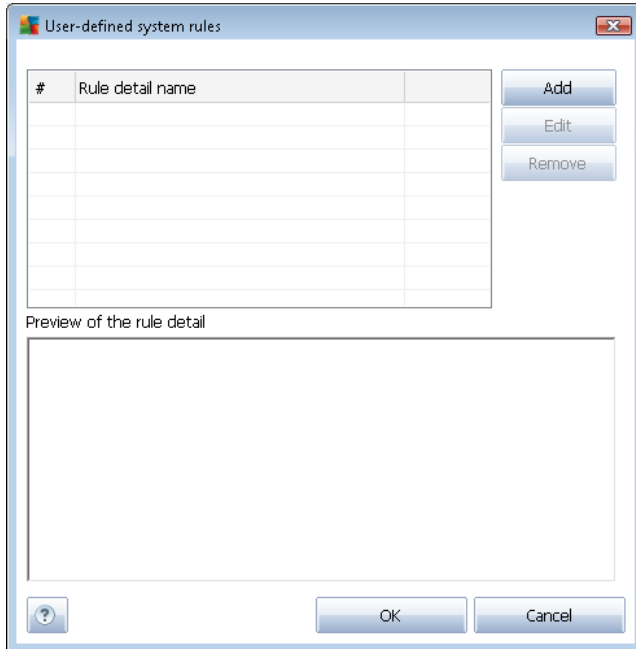 User-defined system rules
# Rule detail name
Add
Edit
Remove
Preview of the rule detail
?
OK
Cancel